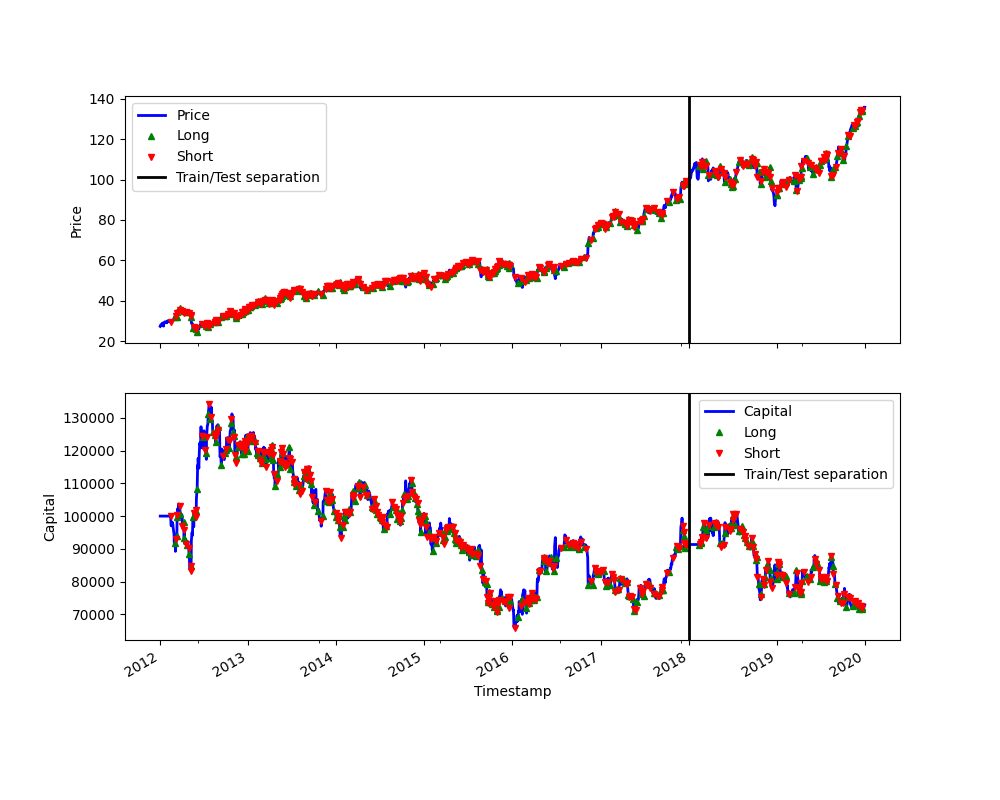 140
120
100
80
60
40
20
Price
Price
Long
Short
Train/Test separation
130000
120000
110000
100000
90000
80000
70000
Capital
Capital
Long
Short
Train/Test separation
2012 2013 2014 2015 2016 2017 2018 2019 2020
Timestamp